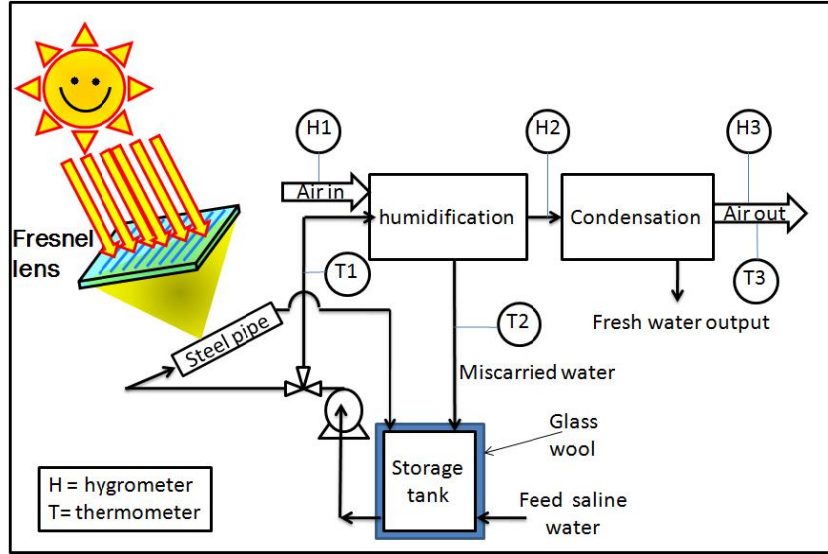 H1
H2
H3
Air in
humidification
Condensation
Air out
Fresnel
lens
T1
T2
T3
Fresh water output
Steel pipe
Miscarried water
Glass
wool
Storage
tank
Feed saline
water
H = hygrometer
T= thermometer